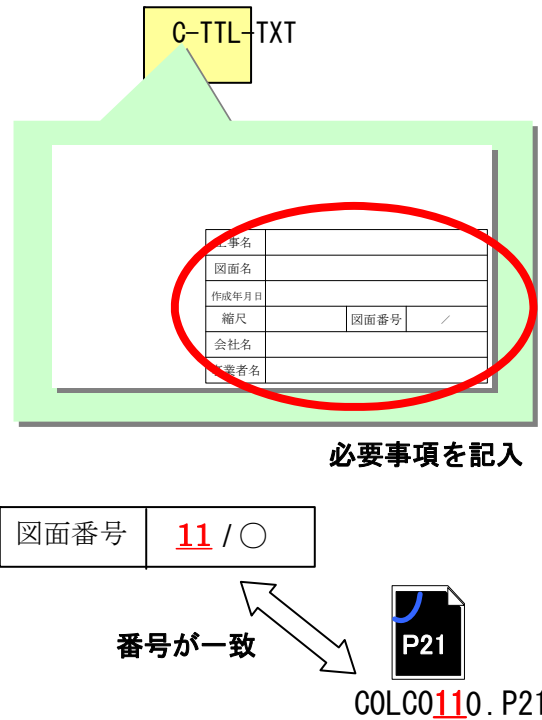 C-TTL-TXT
工事名
図面名
作成年月日
縮尺 図面番号 ／
会社名
事業者名
必要事項を記入
図面番号 11 / ○
番号が一致
P21
C0LC0110.P21